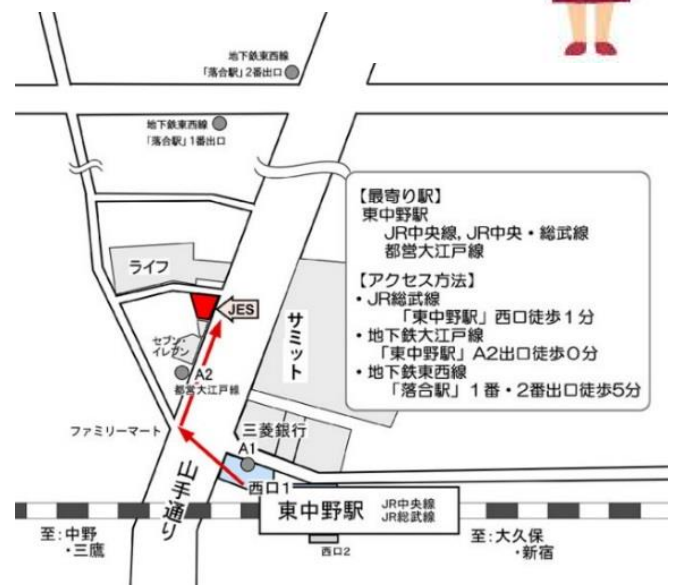 地下鉄東西線
「落合駅」2番出口
地下鉄東西線
「落合駅」1番出口
【最寄り駅】
東中野駅
JR中央線, JR中央・総武線
都営大江戸線
【アクセス方法】
・JR総武線
「東中野駅」西口徒歩1分
・地下鉄大江戸線
「東中野駅」A2出口徒歩0分
・地下鉄東西線
「落合駅」1番・2番出口徒歩5分
ライフ
JES
サミット
セブン-
イレブン
A2
都営大江戸線
ファミリーマート
三菱銀行
A1
西口1
山手通り
東中野駅
JR中央線
JR総武線
至:中野
・三鷹
西口2
至:大久保
・新宿